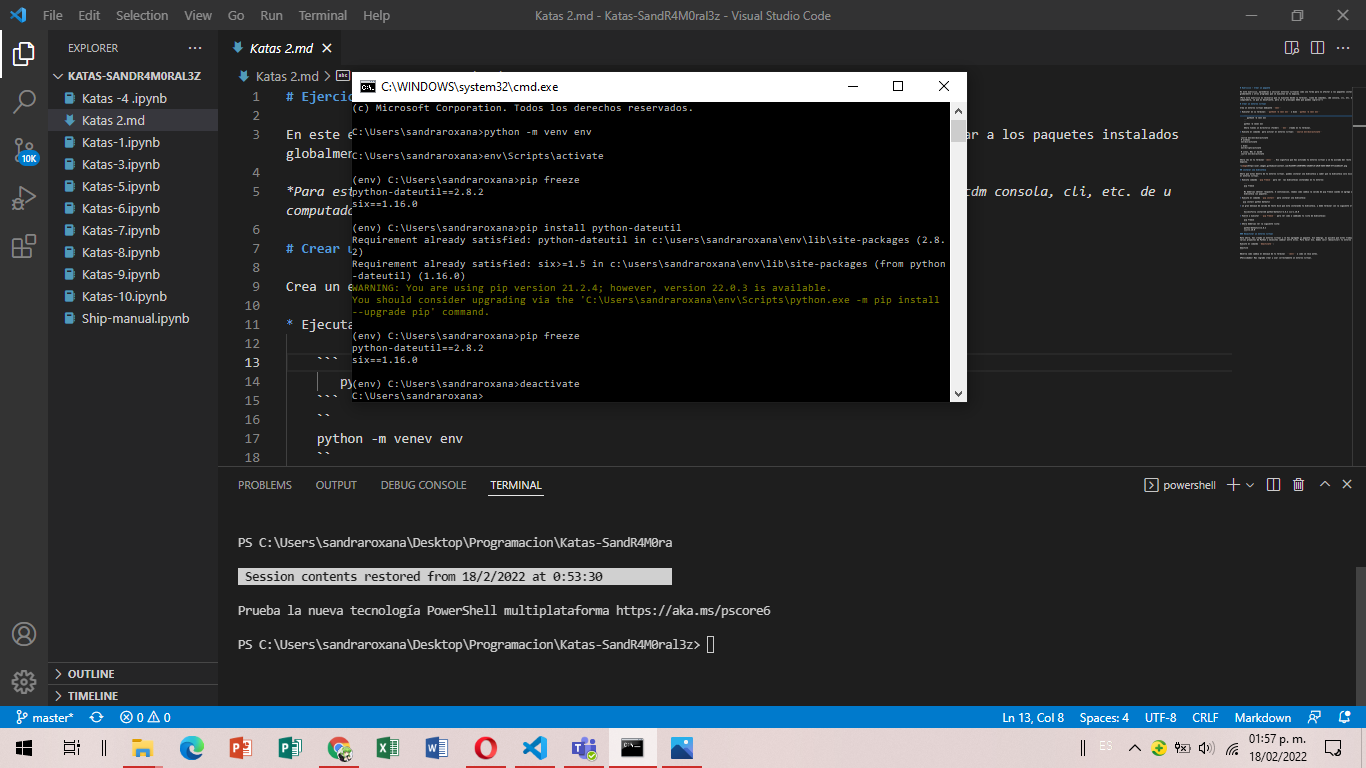 File Edit Selection View Go Run Terminal Help
Katas 2.md - Katas-SandR4M0ral3z - Visual Studio Code
EXPLORER
KATAS-SANDR4M0RAL3Z
Katas -4 .ipynb
Katas 2.md
Katas-1.ipynb
Katas-3.ipynb
Katas-5.ipynb
Katas-6.ipynb
Katas-7.ipynb
Katas-8.ipynb
Katas-9.ipynb
Katas-10.ipynb
Ship-manual.ipynb
10K
OUTLINE
TIMELINE
Katas 2.md
Katas 2.md
1 # Ejercic
2
3 En este e
ar a los paquetes instalados
globalmen
4
5 *Para est
cdm consola, cli, etc. de u
computado
6
7 # Crear u
8
9 Crea un e
10
11 * Ejecuta
12
13 ```
14 py
15 ```
16 ``
17 python -m venev env
18 ``
C:\WINDOWS\system32\cmd.exe
(c) Microsoft Corporation. Todos los derechos reservados.
C:\Users\sandraroxana>python -m venv env
C:\Users\sandraroxana>env\Scripts\activate
(env) C:\Users\sandraroxana>pip freeze
python-dateutil==2.8.2
six==1.16.0
(env) C:\Users\sandraroxana>pip install python-dateutil
Requirement already satisfied: python-dateutil in c:\users\sandraroxana\env\lib\site-packages (2.8.
2)
Requirement already satisfied: six>=1.5 in c:\users\sandraroxana\env\lib\site-packages (from python
-dateutil) (1.16.0)
WARNING: You are using pip version 21.2.4; however, version 22.0.3 is available.
You should consider upgrading via the 'C:\Users\sandraroxana\env\Scripts\python.exe -m pip install
--upgrade pip' command.
(env) C:\Users\sandraroxana>pip freeze
python-dateutil==2.8.2
six==1.16.0
(env) C:\Users\sandraroxana>deactivate
C:\Users\sandraroxana>
PROBLEMS OUTPUT DEBUG CONSOLE TERMINAL
powershell
PS C:\Users\sandraroxana\Desktop\Programacion\Katas-SandR4M0ra
Session contents restored from 18/2/2022 at 0:53:30
Prueba la nueva tecnología PowerShell multiplataforma https://aka.ms/pscore6
PS C:\Users\sandraroxana\Desktop\Programacion\Katas-SandR4M0ral3z>
master* 0 0
Ln 13, Col 8 Spaces: 4 UTF-8 CRLF Markdown
ES
01:57 p. m.
18/02/2022